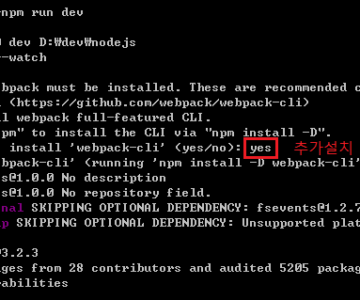 npm run dev
dev D:\dev\nodejs
-watch
ebpack must be installed. These are recommended c
(https://github.com/webpack/webpack-cli)
ll webpack full-featured CLI.
pm" to install the CLI via "npm install -D".
install 'webpack-cli' (yes/no): yes 추가설치
bpack-cli' (running 'npm install -D webpack-cli'
s@1.0.0 No description
s@1.0.0 No repository field.
nal SKIPPING OPTIONAL DEPENDENCY: fsevents@1.2.7
p SKIPPING OPTIONAL DEPENDENCY: Unsupported plat
3.2.3
ges from 28 contributors and audited 5205 packag
rabilities